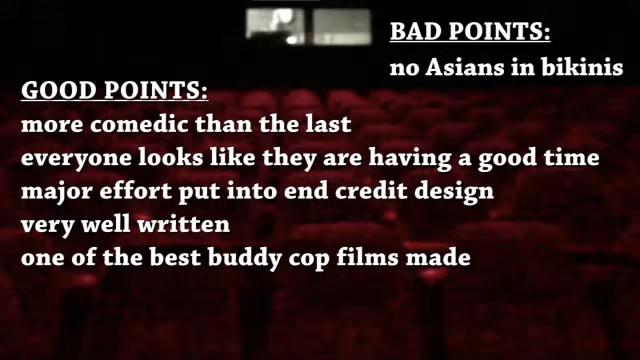 BAD POINTS:
no Asians in bikinis
GOOD POINTS:
more comedic than the last
everyone looks like they are having a good time
major effort put into end credit design
very well written
one of the best buddy cop films made